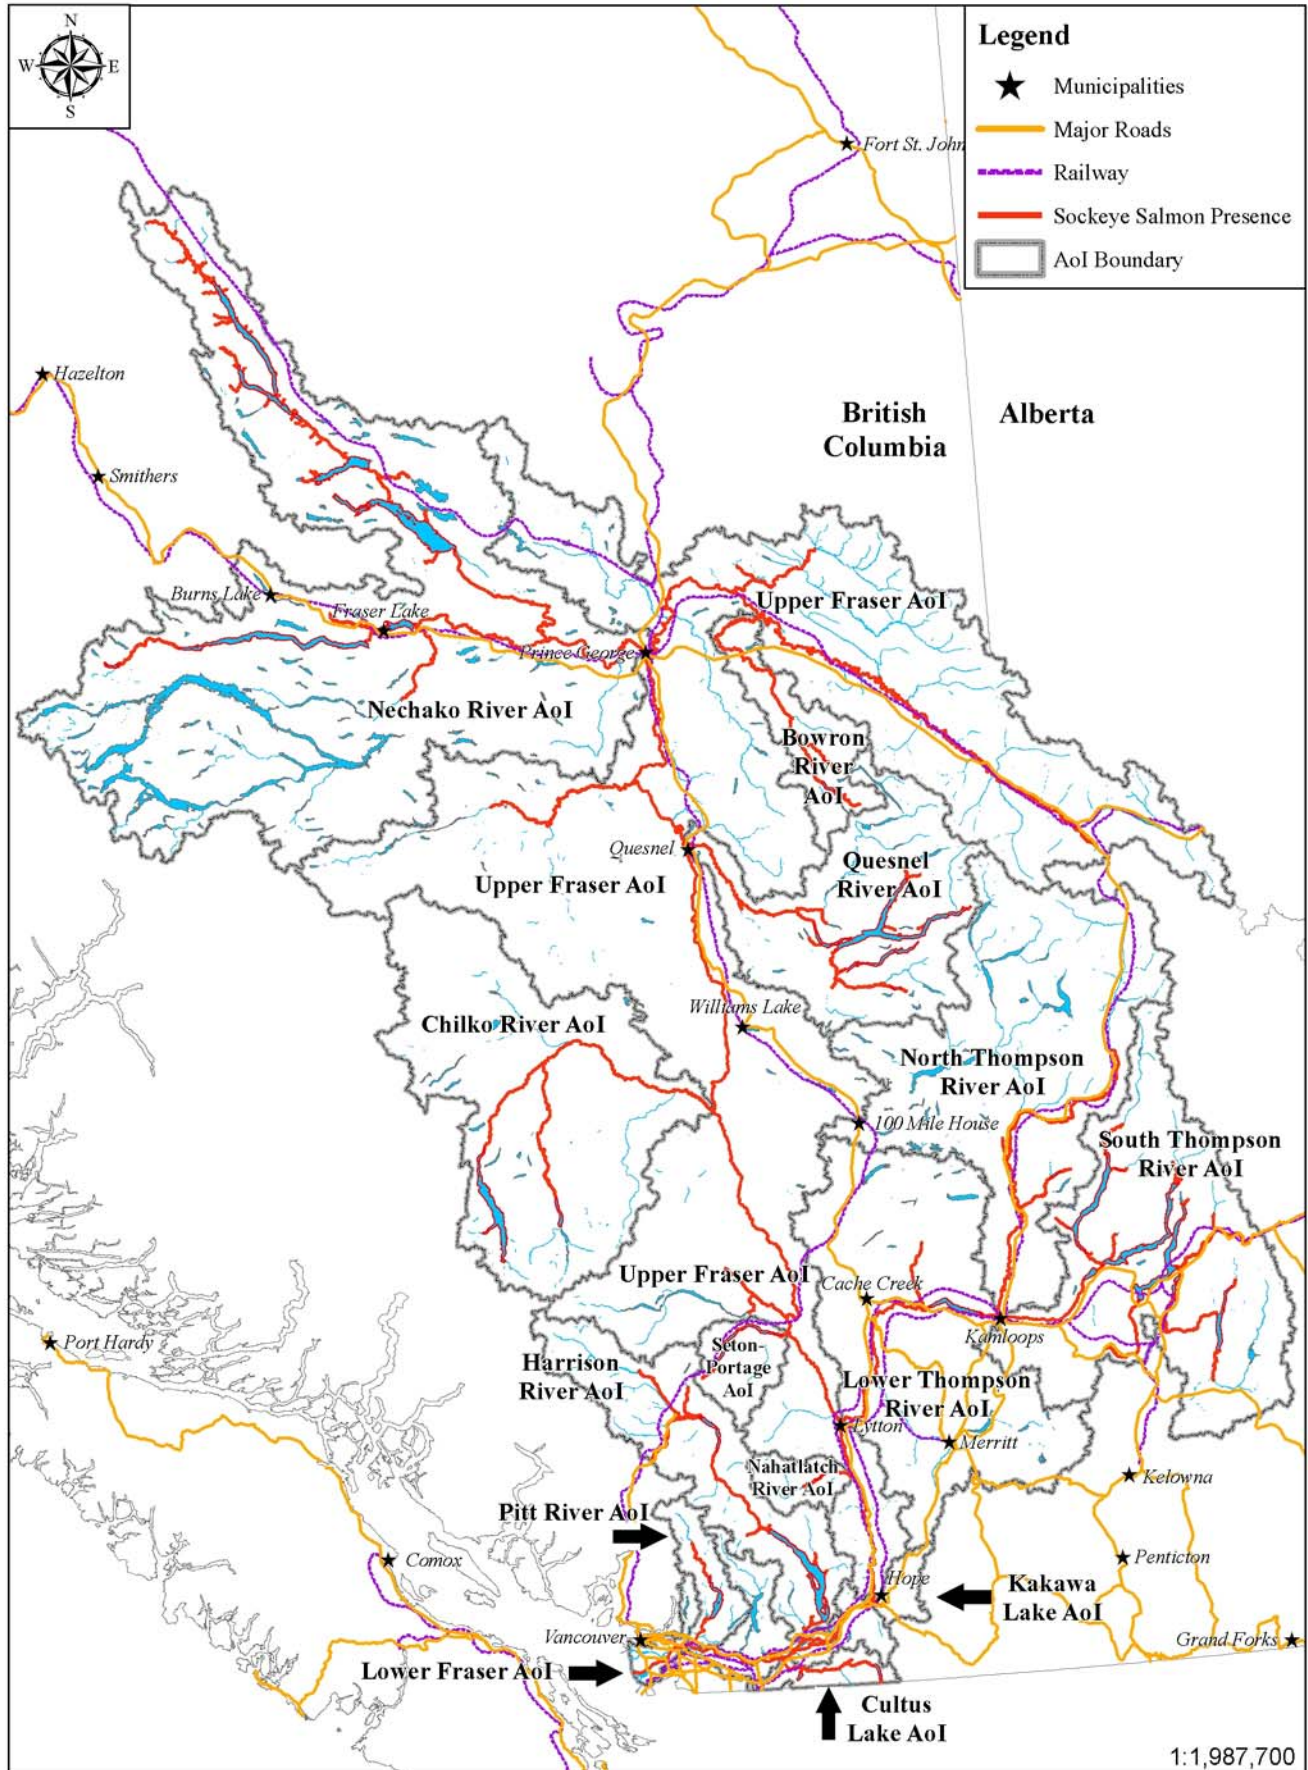 N
W E
S
Legend
Municipalities
Major Roads
Railway
Sockeye Salmon Presence
AoI Boundary
Fort St. John
Hazelton
British
Columbia
Alberta
Smithers
Burns Lake
Fraser Lake
Upper Fraser AoI
Prince George
Nechako River AoI
Bowron
River
AoI
Quesnel
Quesnel
River AoI
Upper Fraser AoI
Williams Lake
Chilko River AoI
North Thompson
River AoI
100 Mile House
South Thompson
River AoI
Upper Fraser AoI
Cache Creek
Port Hardy
Kamloops
Seton-
Portage
AoI
Harrison
River AoI
Lower Thompson
River AoI
Lytton
Merritt
Nahatlatch
River AoI
Kelowna
Pitt River AoI
Comox
Penticton
Hope
Kakawa
Lake AoI
Vancouver
Grand Forks
Lower Fraser AoI
Cultus
Lake AoI
1:1,987,700